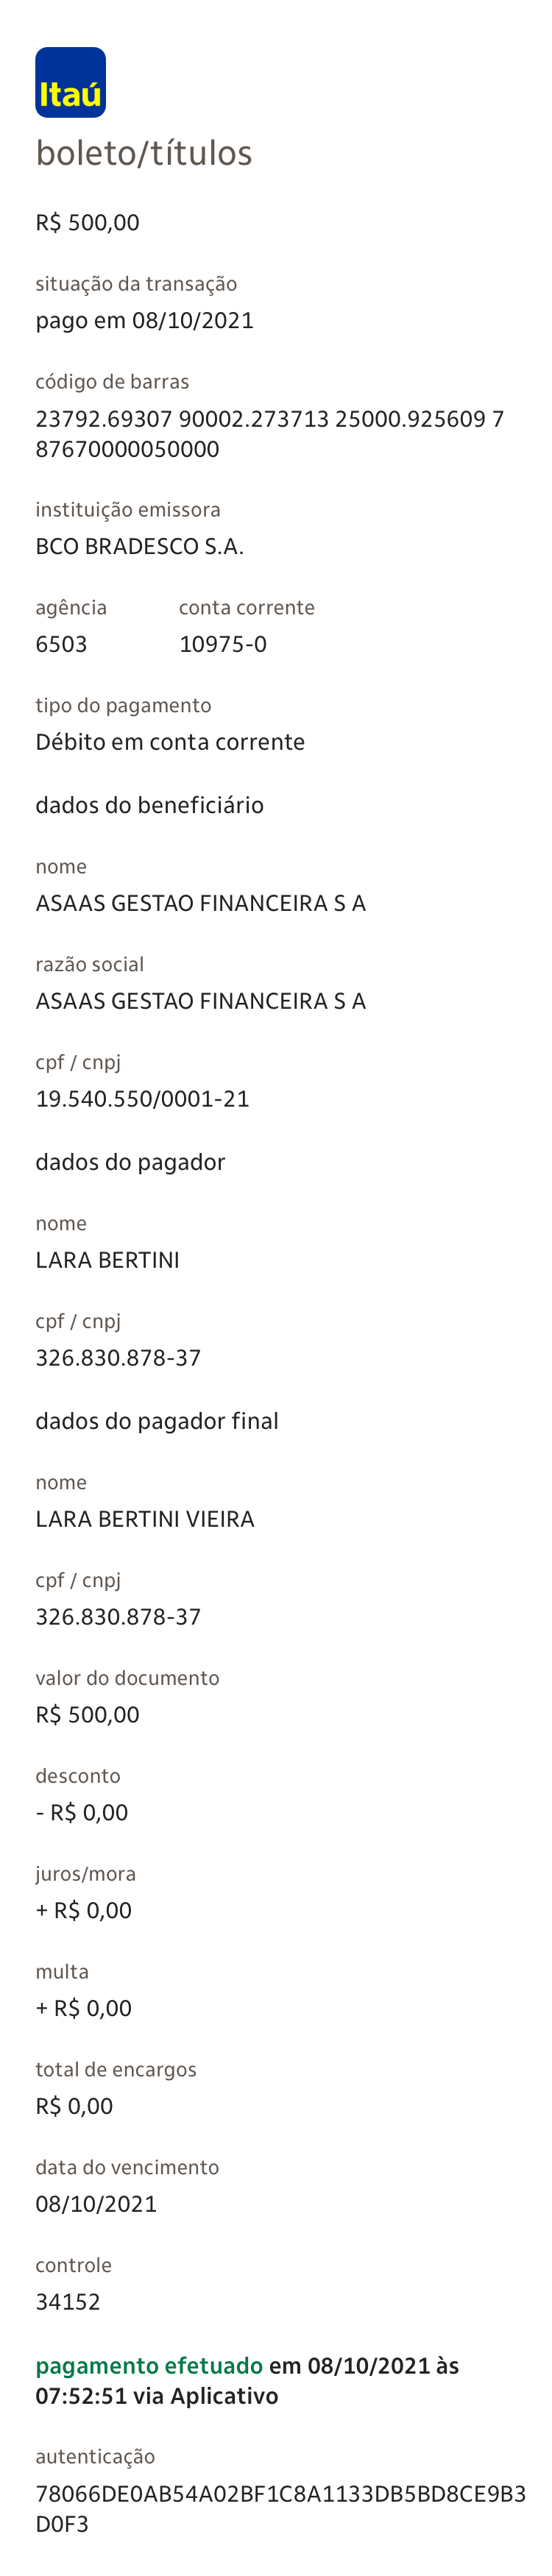 Itaú
boleto/títulos
R$ 500,00
situação da transação
pago em 08/10/2021
código de barras
23792.69307 90002.273713 25000.925609 7
87670000050000
instituição emissora
BCO BRADESCO S.A.
agência conta corrente
6503 10975-0
tipo do pagamento
Débito em conta corrente
dados do beneficiário
nome
ASAAS GESTAO FINANCEIRA S A
razão social
ASAAS GESTAO FINANCEIRA S A
cpf / cnpj
19.540.550/0001-21
dados do pagador
nome
LARA BERTINI
cpf / cnpj
326.830.878-37
dados do pagador final
nome
LARA BERTINI VIEIRA
cpf / cnpj
326.830.878-37
valor do documento
R$ 500,00
desconto
- R$ 0,00
juros/mora
+ R$ 0,00
multa
+ R$ 0,00
total de encargos
R$ 0,00
data do vencimento
08/10/2021
controle
34152
pagamento efetuado em 08/10/2021 às
07:52:51 via Aplicativo
autenticação
78066DE0AB54A02BF1C8A1133DB5BD8CE9B3
D0F3